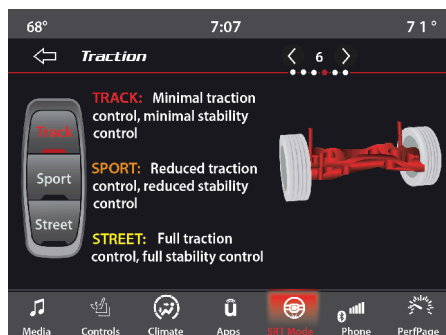 68° 7:07 71°
Traction 6
TRACK: Minimal traction
control, minimal stability
control
Track
SPORT: Reduced traction
control, reduced stability
control
Sport
STREET: Full traction
control, full stability control
Street
Media Controls Climate Apps SRT Mode Phone PerfPage